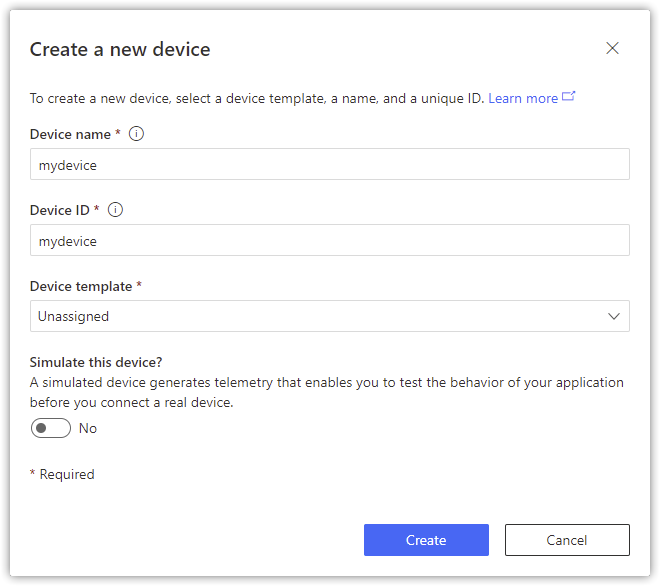 Create a new device
To create a new device, select a device template, a name, and a unique ID. Learn more
Device name *
mydevice
Device ID *
mydevice
Device template *
Unassigned
Simulate this device?
A simulated device generates telemetry that enables you to test the behavior of your application
before you connect a real device.
No
* Required
Create Cancel